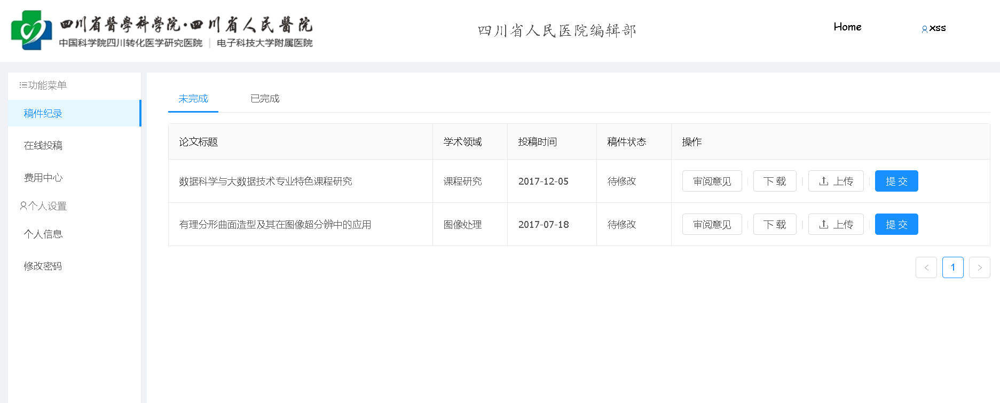 四川省醫學科学院·四川省人民醫院
中国科学院四川转化医学研究医院 | 电子科技大学附属医院
四川省人民医院编辑部
Home
xss
功能菜单
稿件纪录
在线投稿
费用中心
个人设置
个人信息
修改密码
未完成 已完成
论文标题 学术领域 投稿时间 稿件状态 操作
数据科学与大数据技术专业特色课程研究 课程研究 2017-12-05 待修改 审阅意见 下载 上传 提交
有理分形曲面造型及其在图像超分辨中的应用 图像处理 2017-07-18 待修改 审阅意见 下载 上传 提交
< 1 >